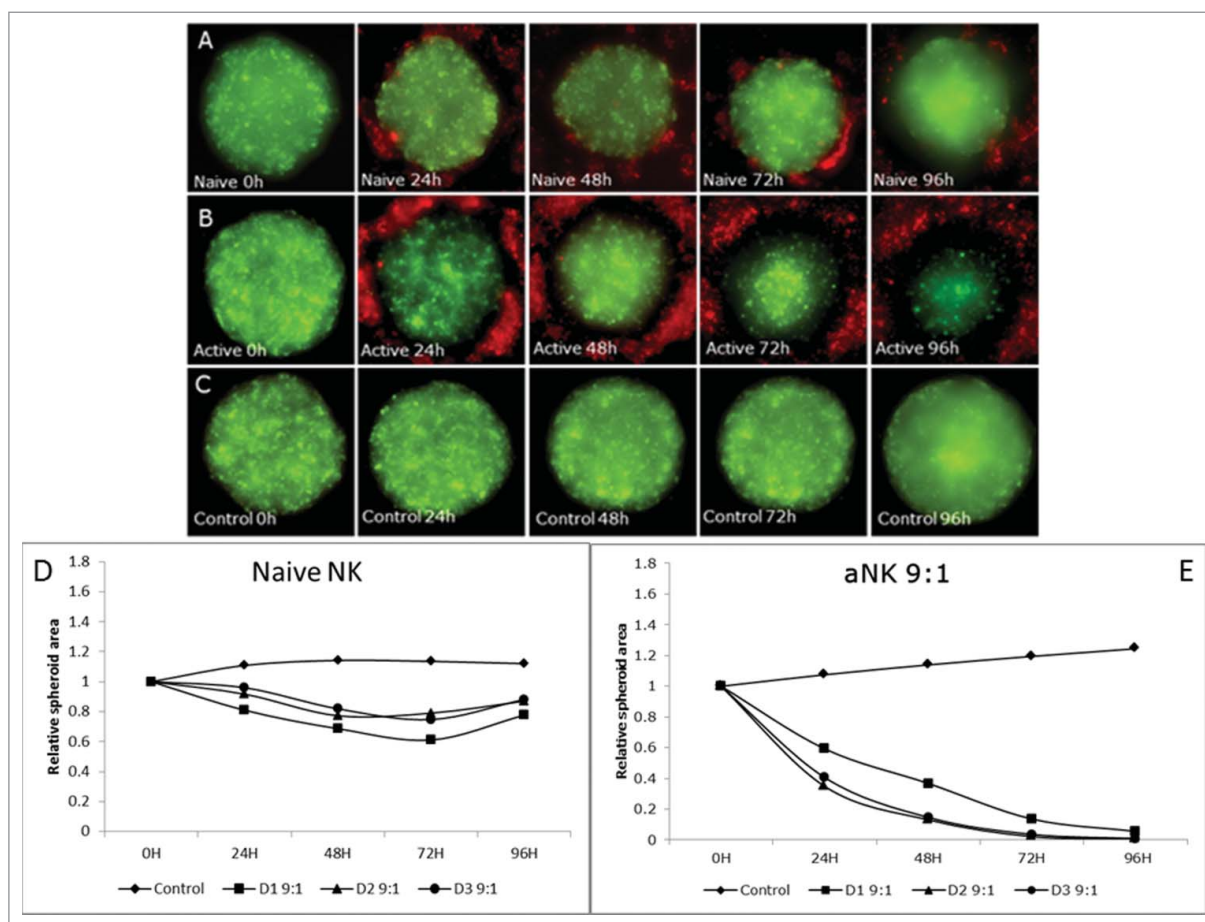 A
Naive 0h
Naive 24h
Naive 48h
Naive 72h
Naive 96h
B
Active 0h
Active 24h
Active 48h
Active 72h
Active 96h
C
Control 0h
Control 24h
Control 48h
Control 72h
Control 96h
D
Naive NK
Relative spheroid area
1.8
1.6
1.4
1.2
1
0.8
0.6
0.4
0.2
0
0H 24H 48H 72H 96H
Control D1 9:1 D2 9:1 D3 9:1
aNK 9:1
E
Relative spheroid area
1.8
1.6
1.4
1.2
1
0.8
0.6
0.4
0.2
0
0H 24H 48H 72H 96H
Control D1 9:1 D2 9:1 D3 9:1